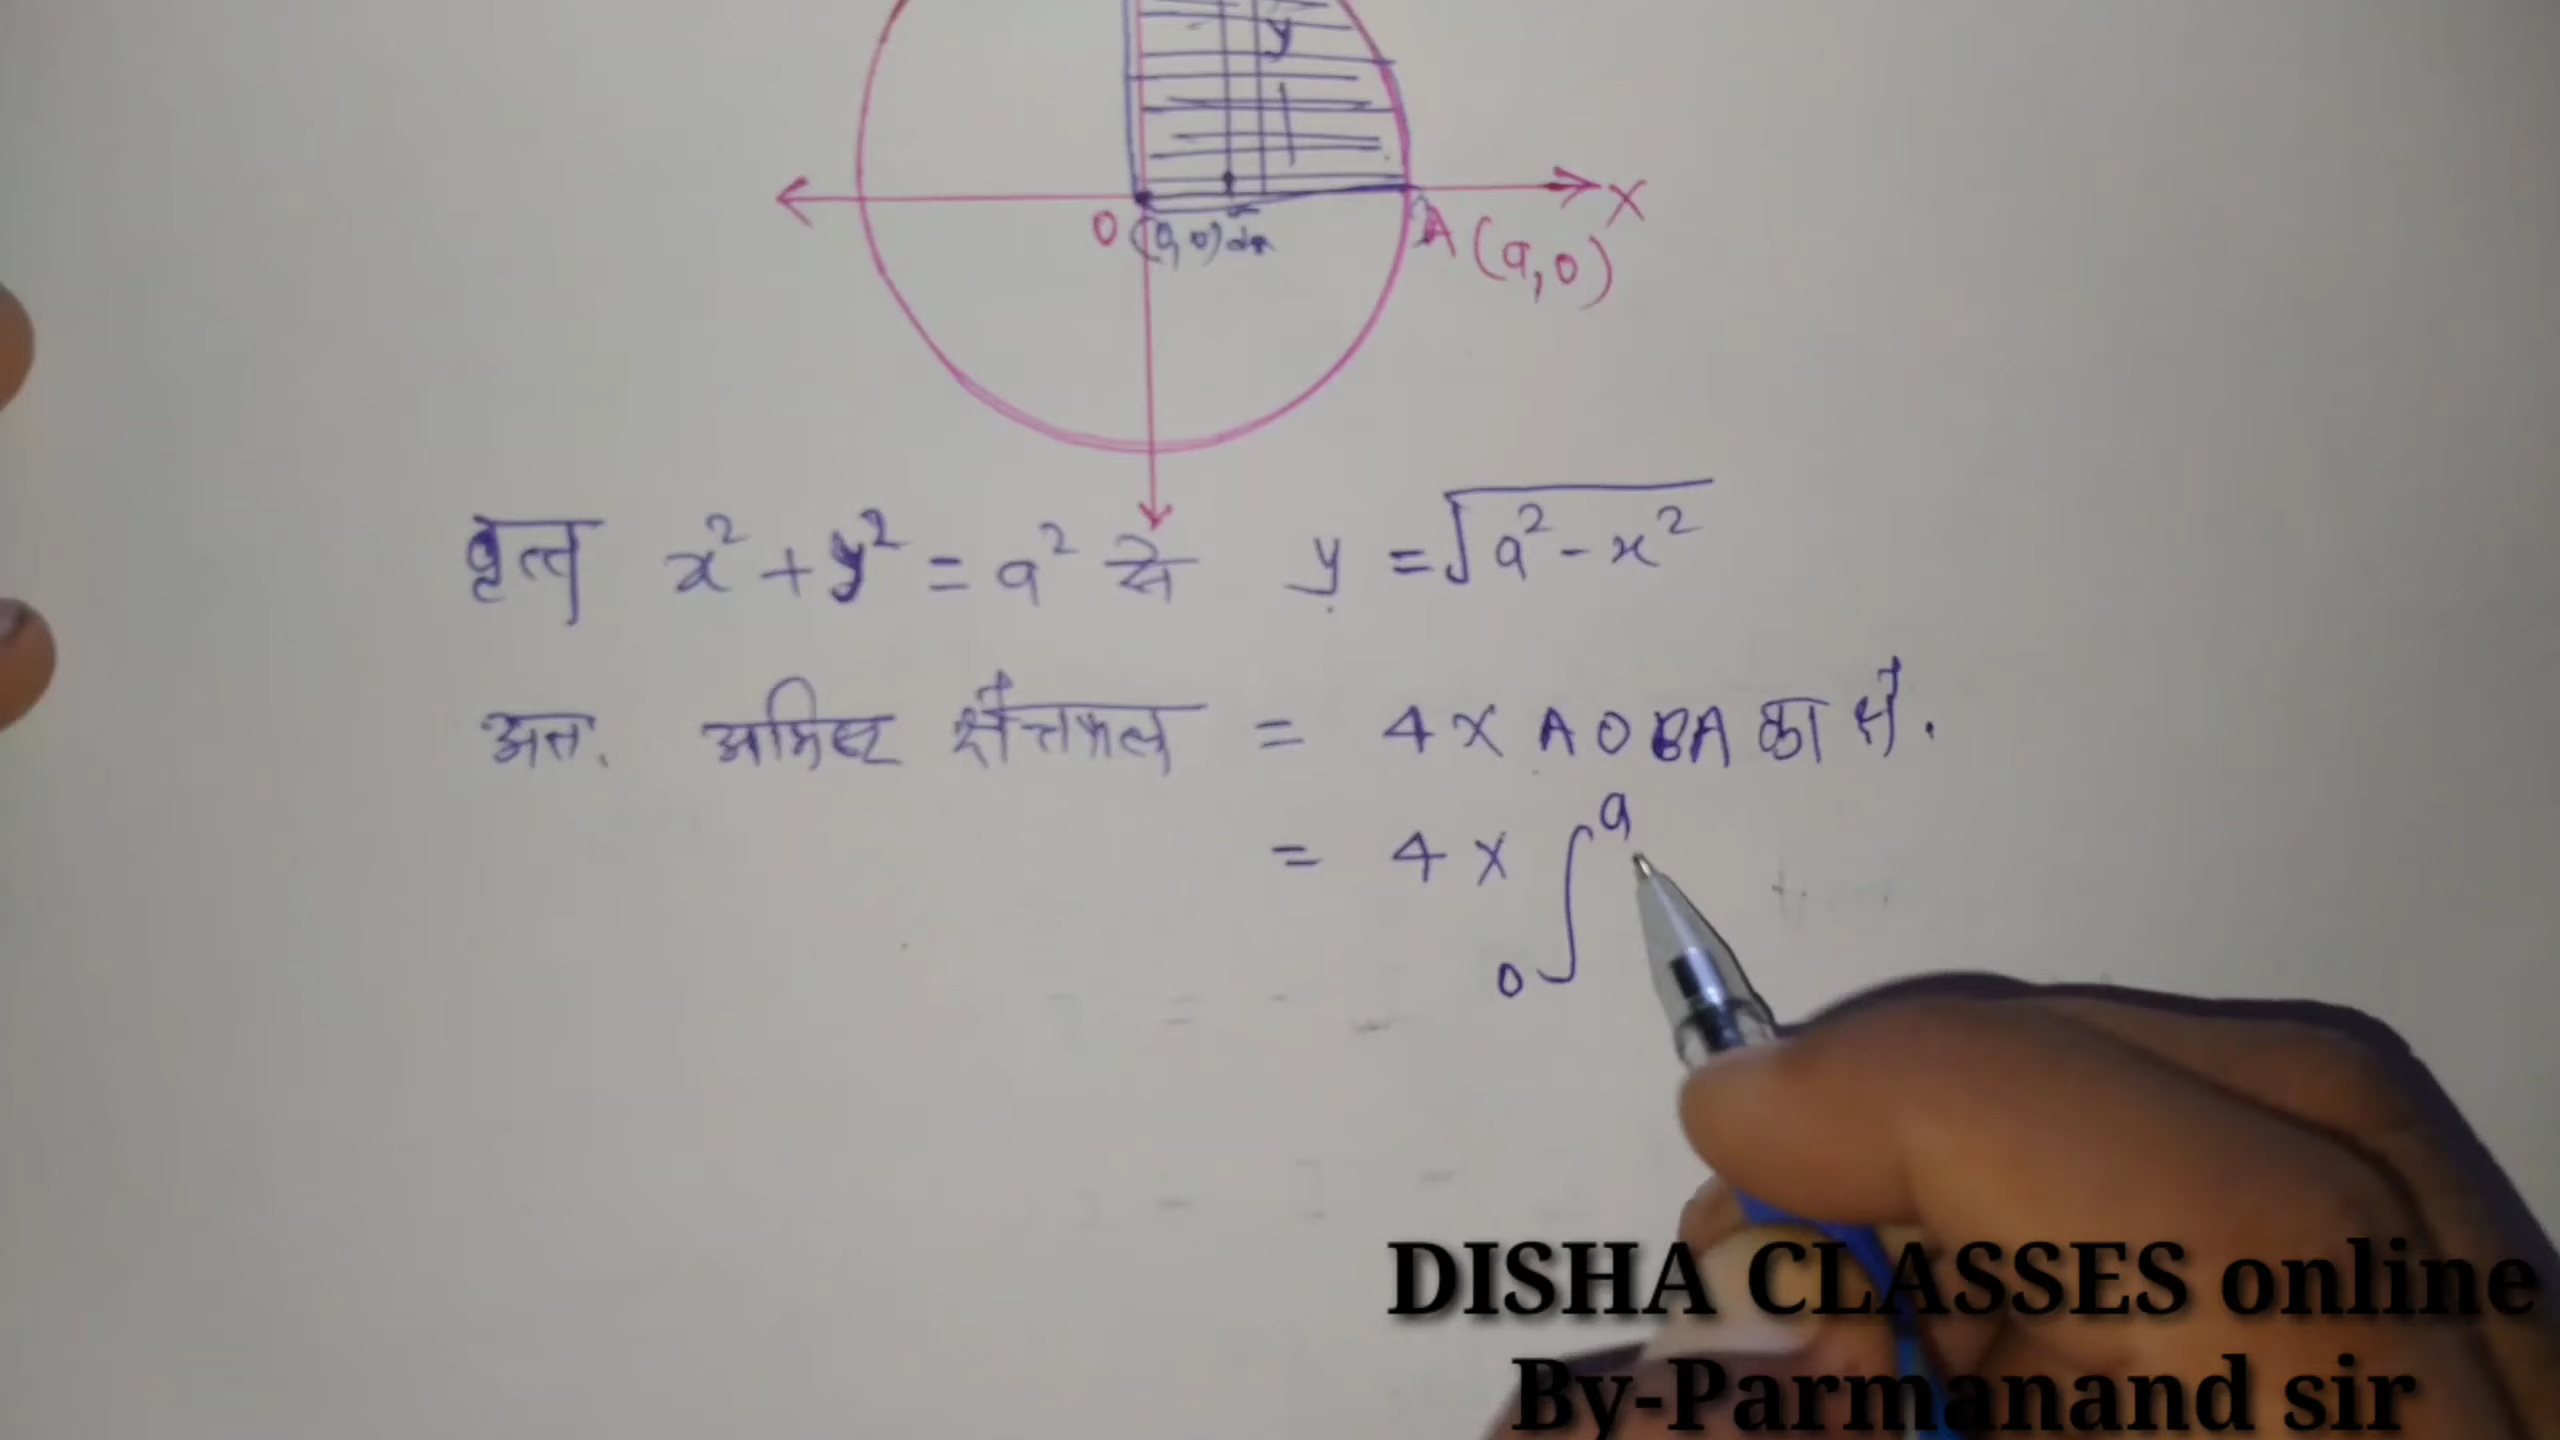 y
X
O (0,0) dx
A (a,0)
वृत्त x² + y² = a² से y = √a² - x²
अत. अभिष्ट क्षेत्रफल = 4 x AOBA का क्षे.
= 4 x ₀∫ᵃ
DISHA CLASSES online
By-Parmanand sir